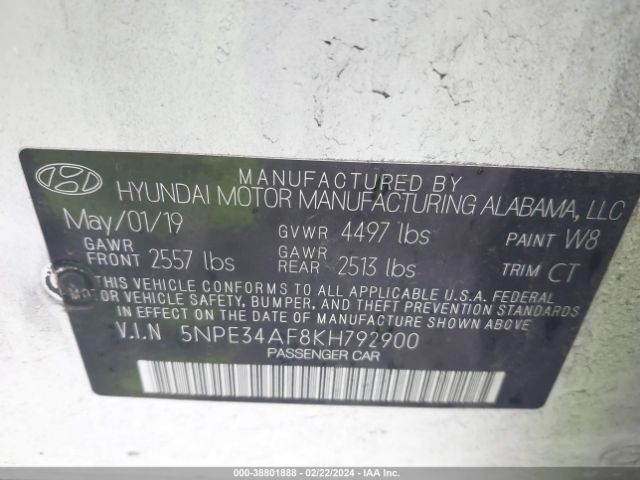 MANUFACTURED BY
HYUNDAI MOTOR MANUFACTURING ALABAMA, LLC
May/01/19 GVWR 4497 lbs PAINT W8
GAWR FRONT 2557 lbs GAWR REAR 2513 lbs TRIM CT
THIS VEHICLE CONFORMS TO ALL APPLICABLE U.S.A. FEDERAL
MOTOR VEHICLE SAFETY, BUMPER, AND THEFT PREVENTION STANDARDS
IN EFFECT ON THE DATE OF MANUFACTURE SHOWN ABOVE.
V.I.N 5NPE34AF8KH792900
PASSENGER CAR
000-38801888 - 02/22/2024 - IAA Inc.